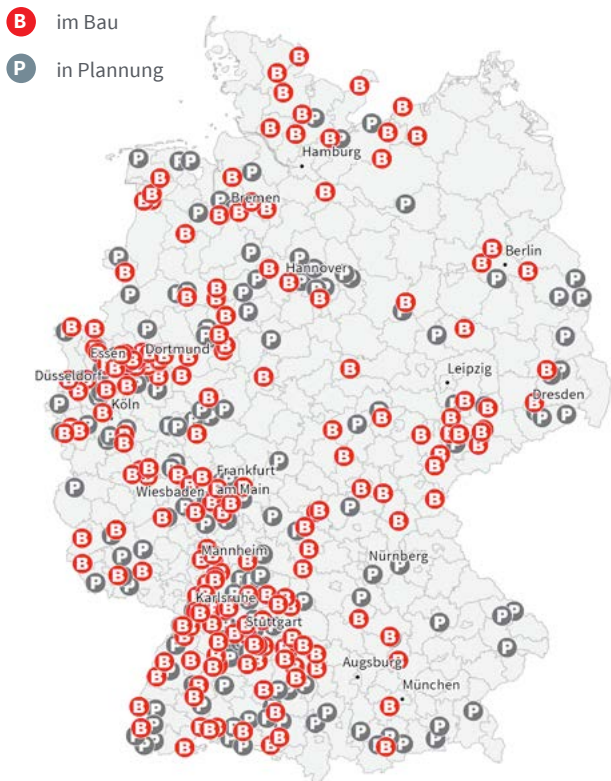 B im Bau
P in Plannung
Hamburg
Bremen
Berlin
Hannover
Essen
Dortmund
Düsseldorf
Leipzig
Dresden
Köln
Frankfurt
Wiesbaden am Main
Mannheim
Nürnberg
Karlsruhe
Stuttgart
Augsburg
München